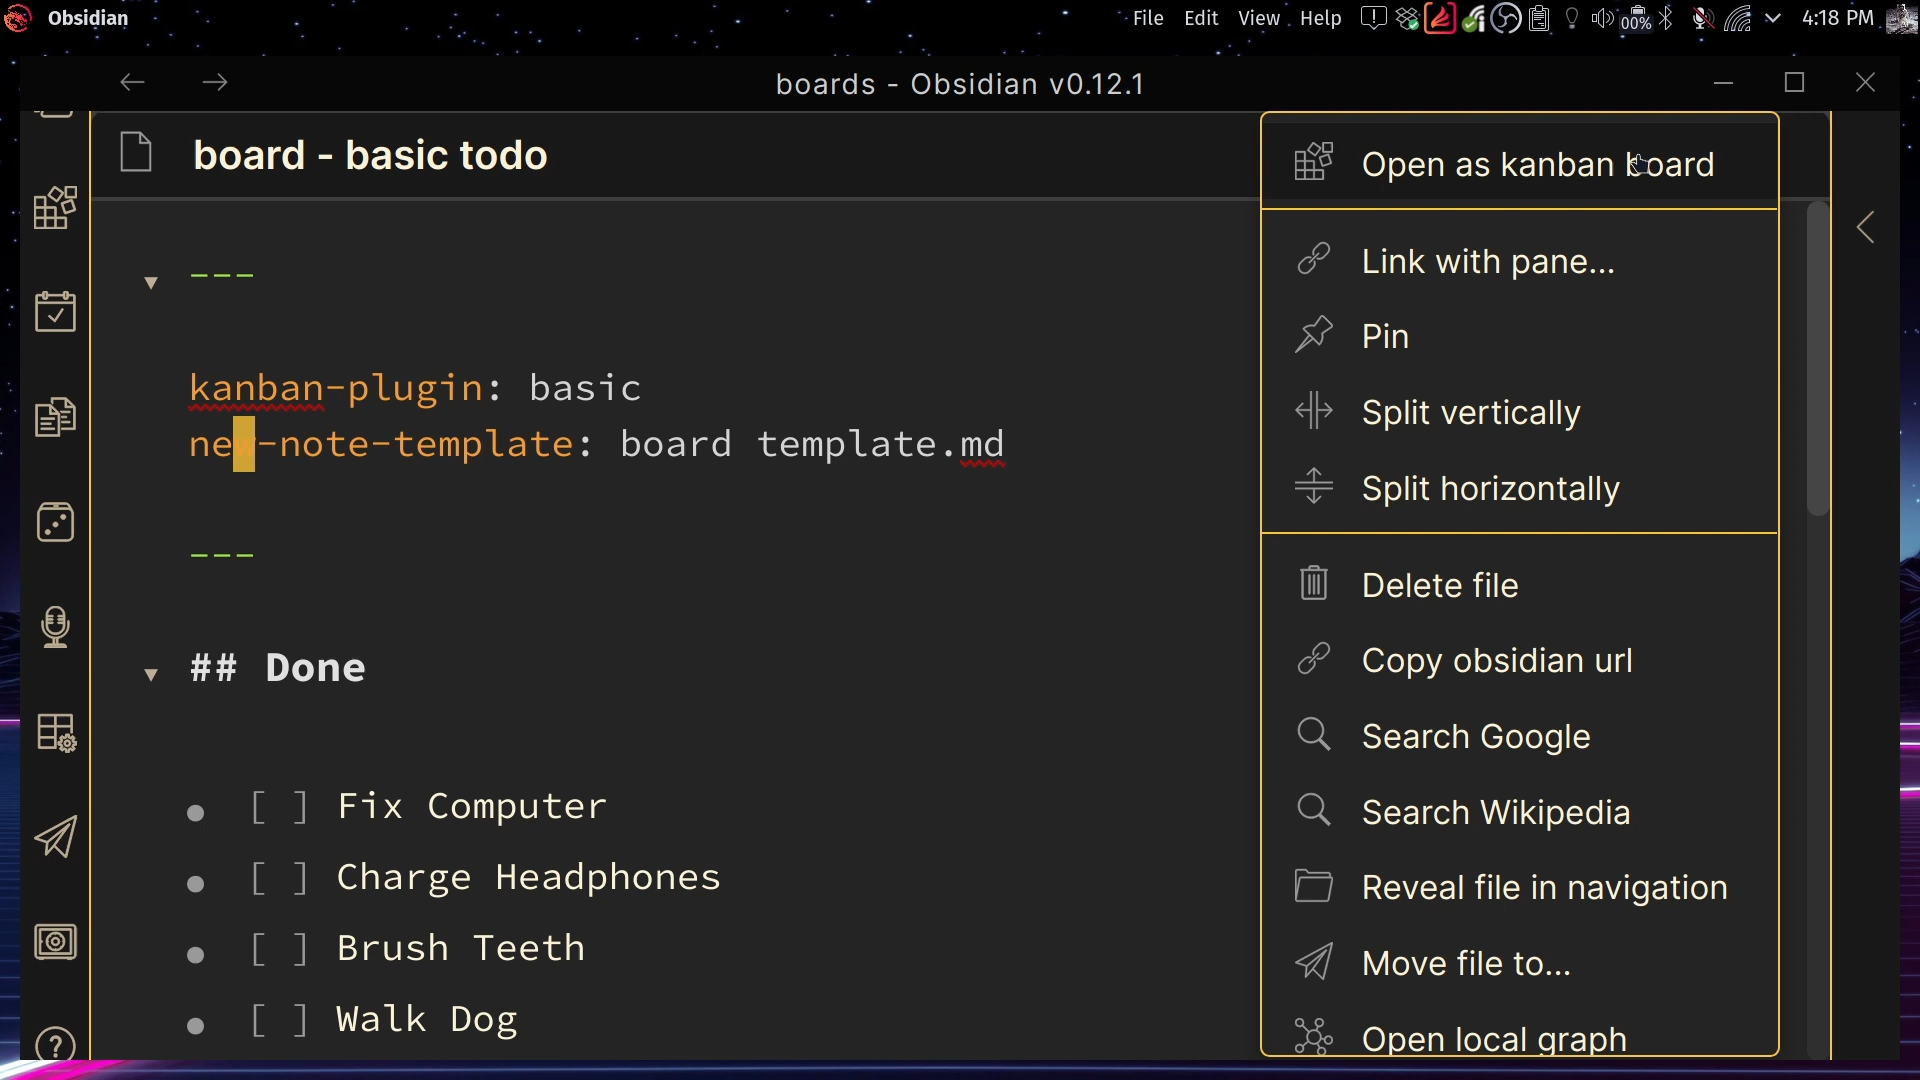 Obsidian
File Edit View Help 00% 4:18 PM
boards - Obsidian v0.12.1
board - basic todo
---
kanban-plugin: basic
new-note-template: board template.md
---
## Done
[ ] Fix Computer
[ ] Charge Headphones
[ ] Brush Teeth
[ ] Walk Dog
Open as kanban board
Link with pane...
Pin
Split vertically
Split horizontally
Delete file
Copy obsidian url
Search Google
Search Wikipedia
Reveal file in navigation
Move file to...
Open local graph